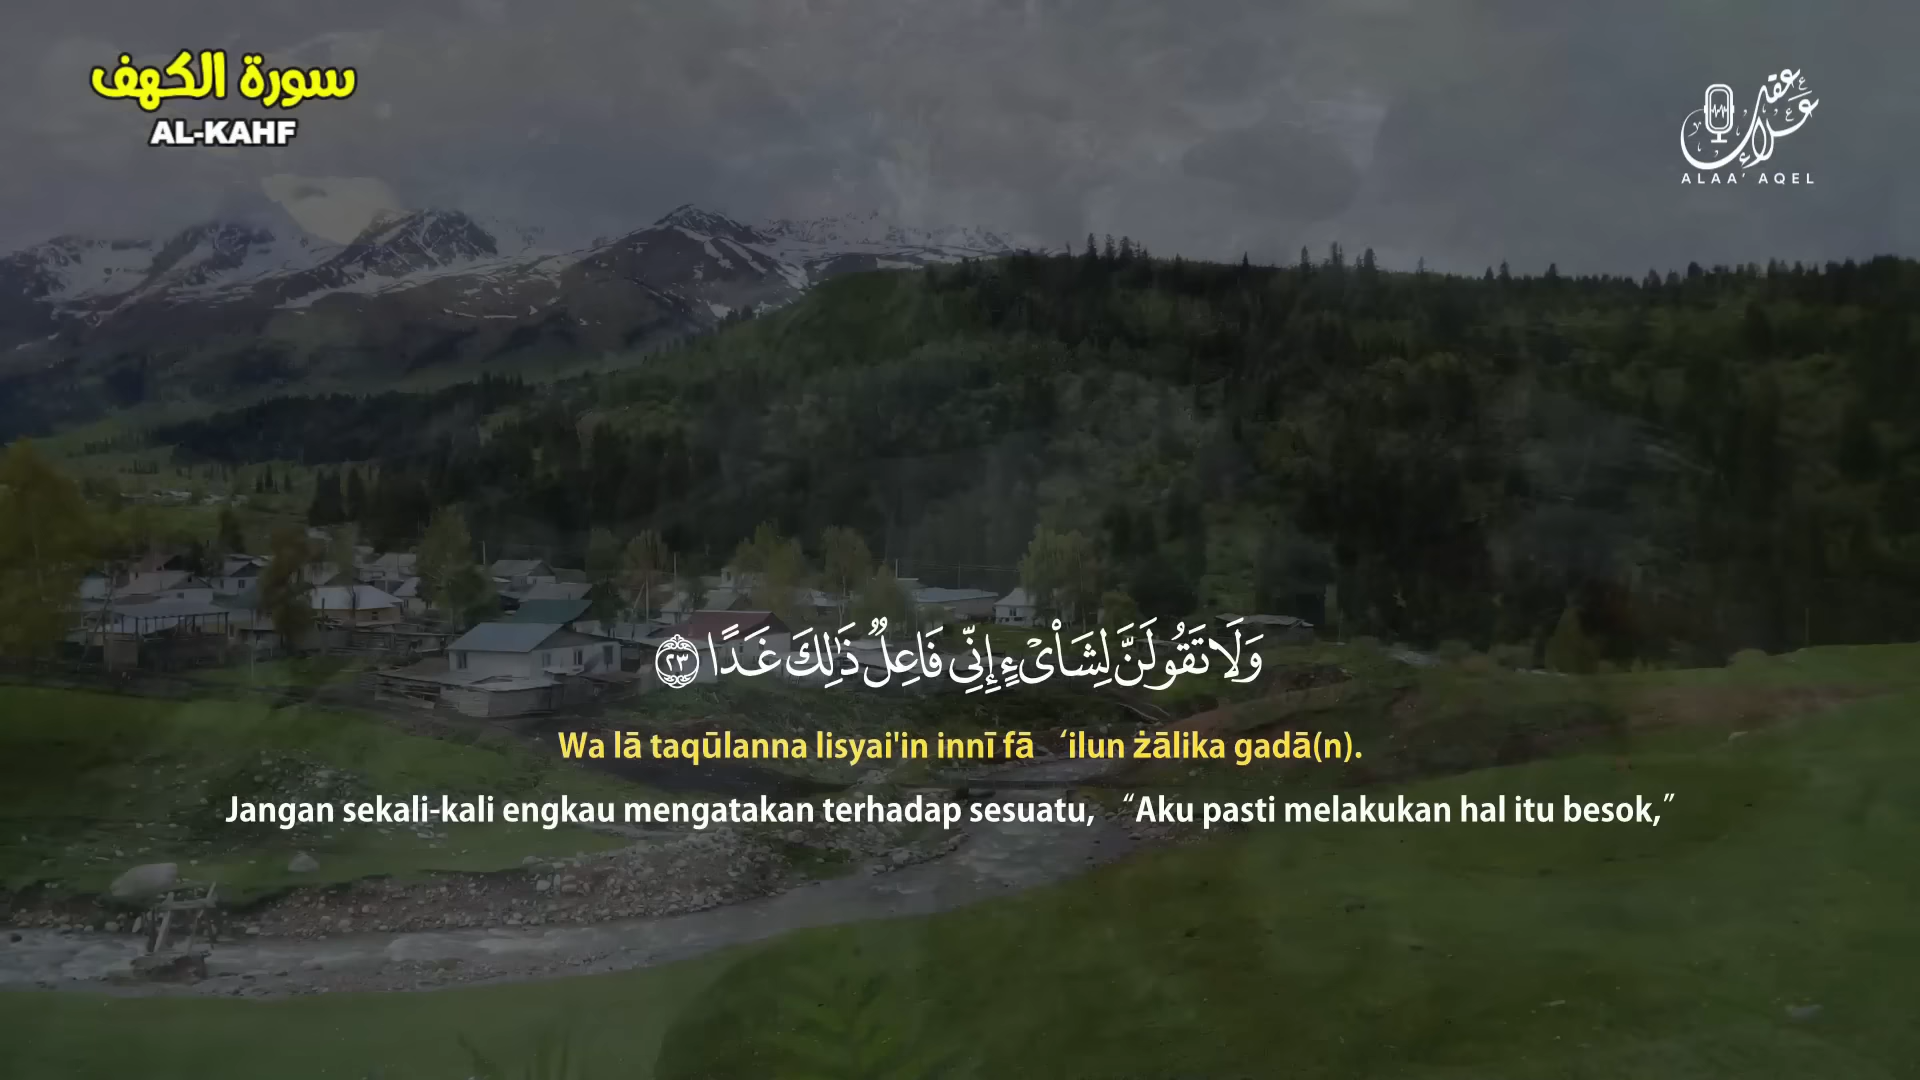 سورة الكهف
AL-KAHF
علاء عقل
ALAA' AQEL
وَلَا تَقُولَنَّ لِشَا۟ىْءٍ إِنِّى فَاعِلٌ ذَٰلِكَ غَدًا ٢٣
Wa lā taqūlanna lisyai'in innī fā ‘ilun żālika gadā(n).
Jangan sekali-kali engkau mengatakan terhadap sesuatu, “Aku pasti melakukan hal itu besok,”